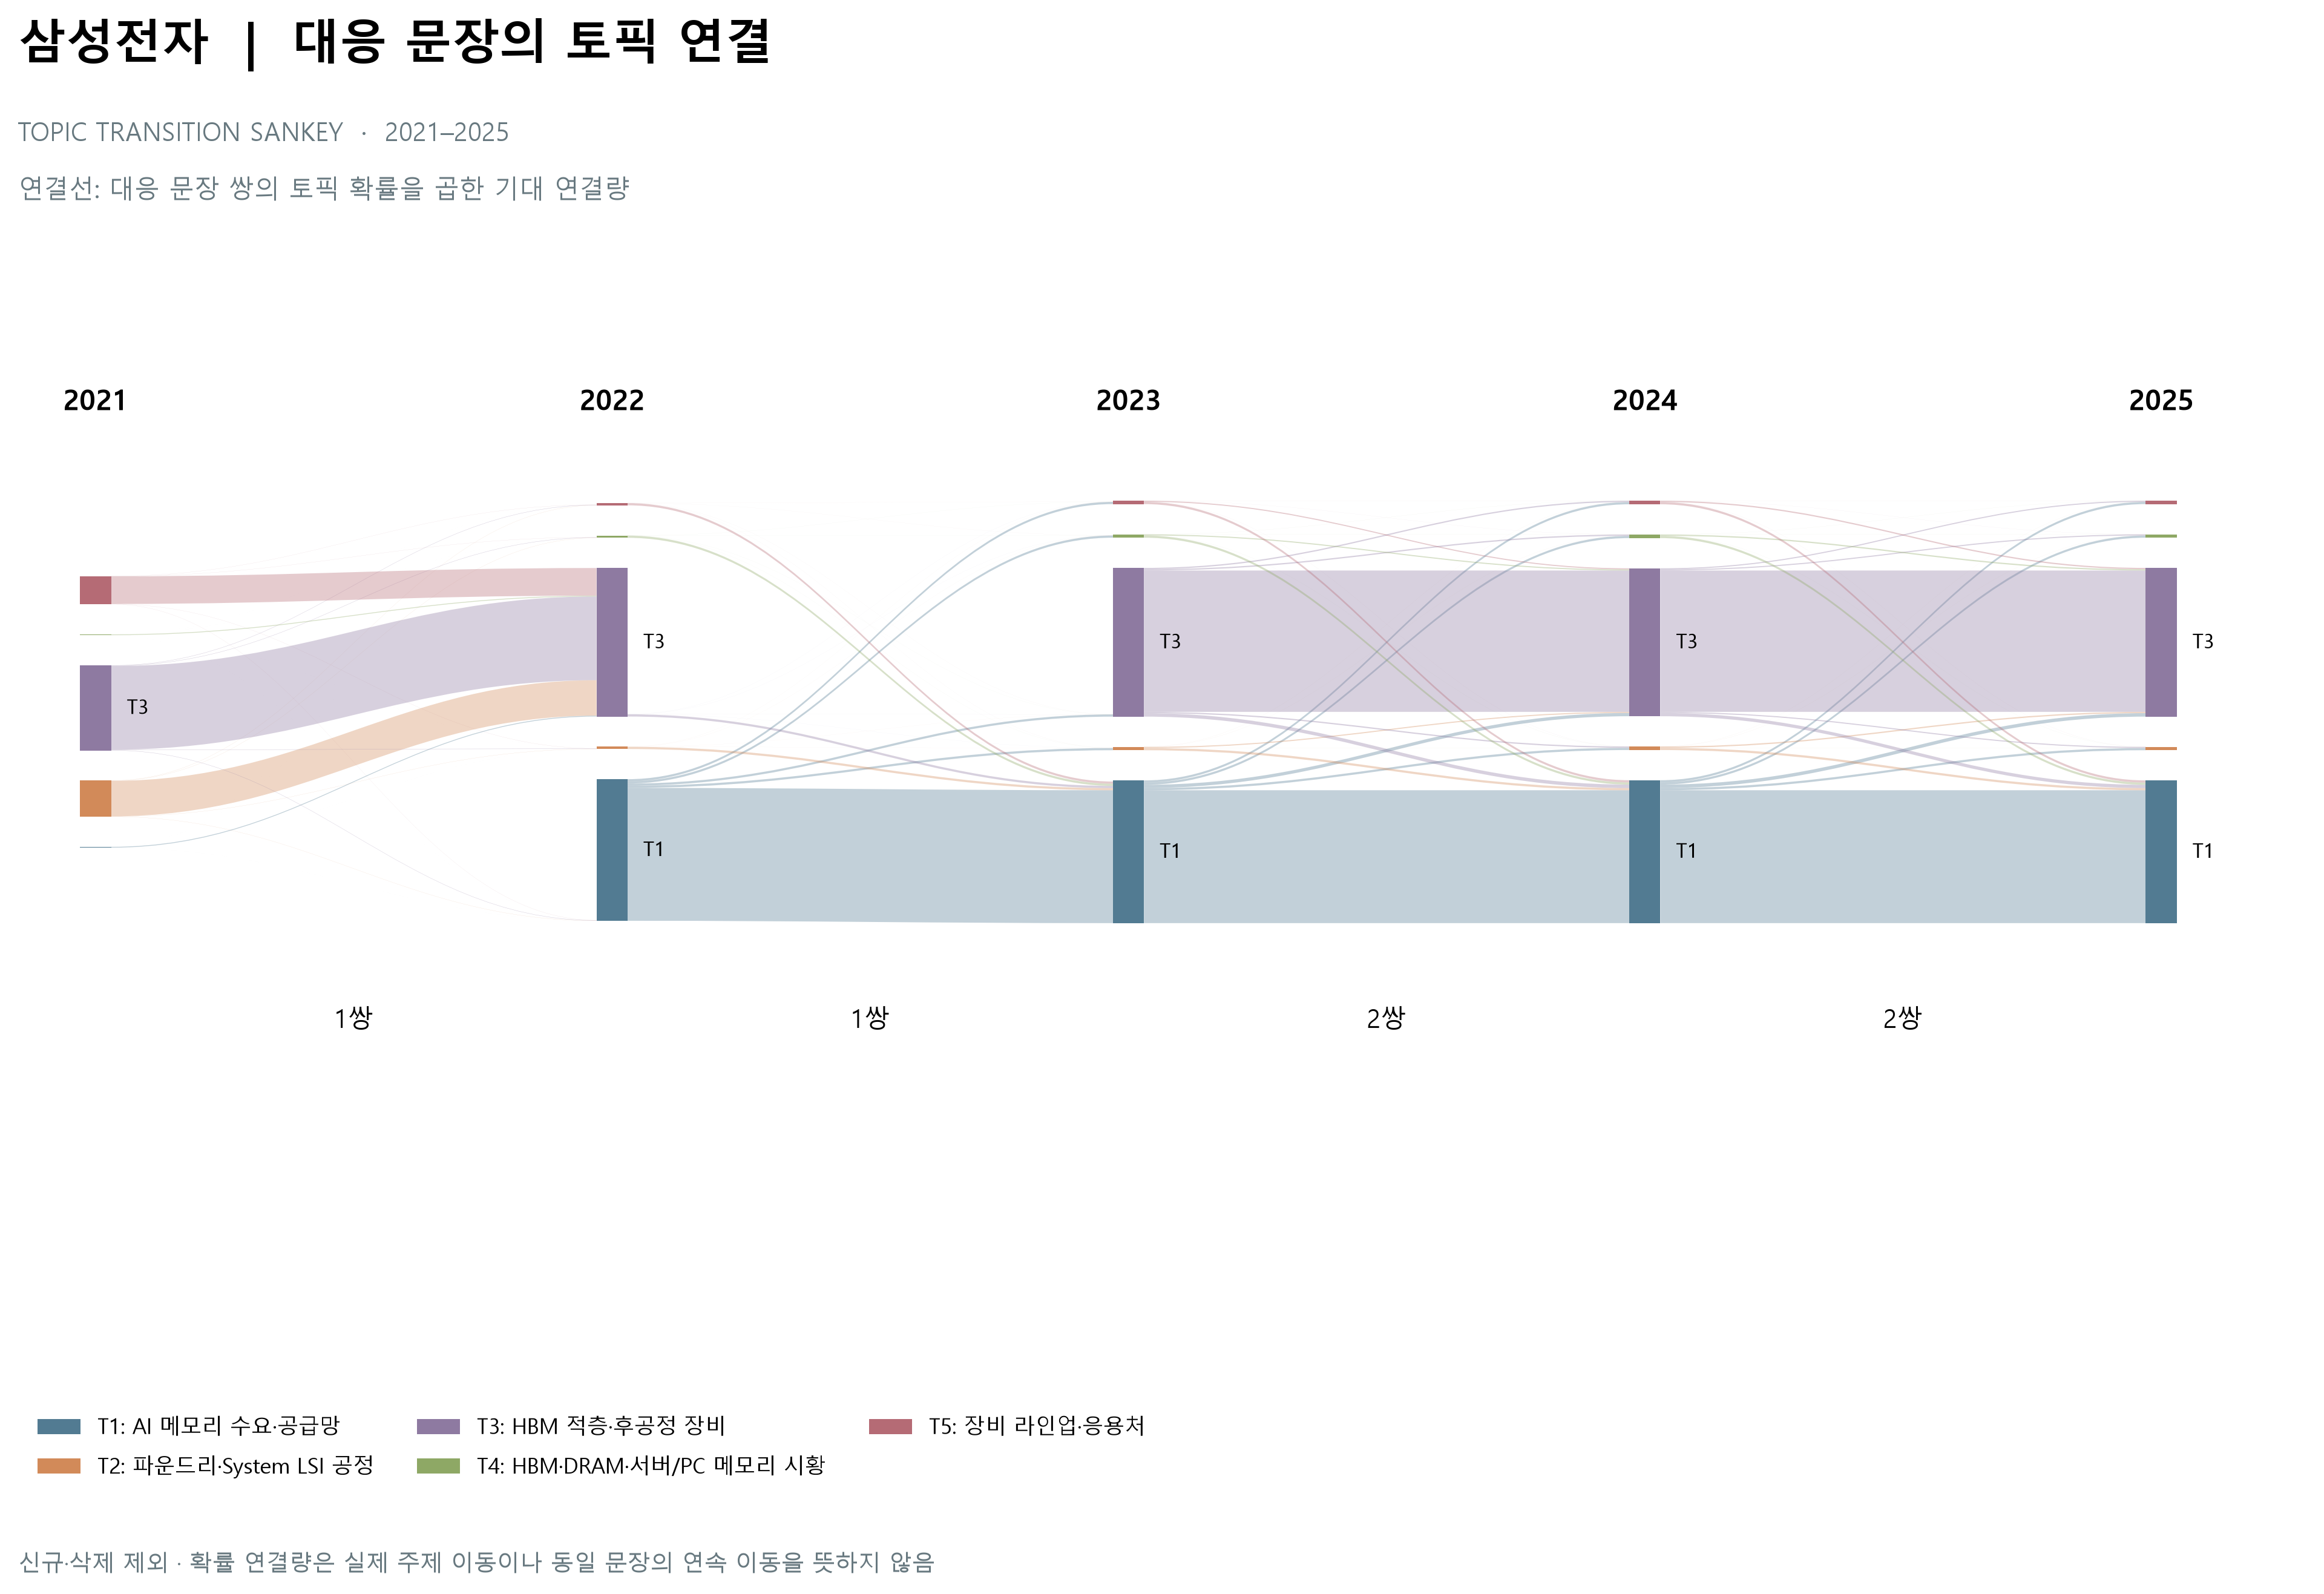 삼성전자 | 대응 문장의 토픽 연결
TOPIC TRANSITION SANKEY · 2021–2025
연결선: 대응 문장 쌍의 토픽 확률을 곱한 기대 연결량
2021 2022 2023 2024 2025
T3 T3 T3 T3
T3
T1 T1 T1 T1
1쌍 1쌍 2쌍 2쌍
T1: AI 메모리 수요·공급망 T3: HBM 적층·후공정 장비 T5: 장비 라인업·응용처
T2: 파운드리·System LSI 공정 T4: HBM·DRAM·서버/PC 메모리 시황
신규·삭제 제외 · 확률 연결량은 실제 주제 이동이나 동일 문장의 연속 이동을 뜻하지 않음